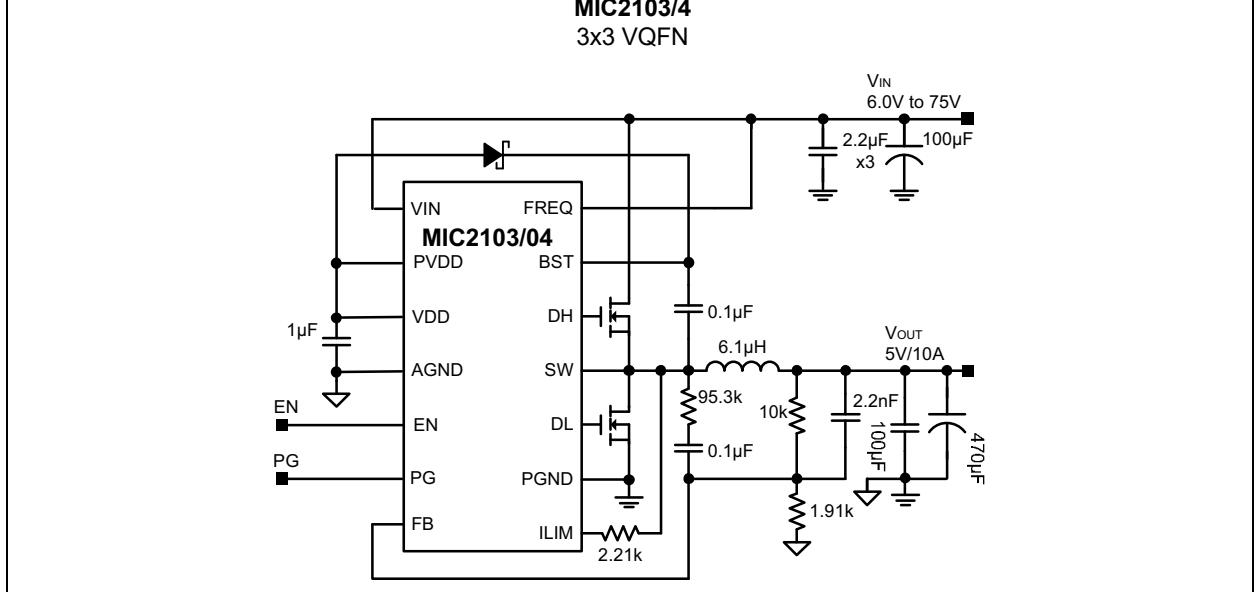 MIC2103/4
3x3 VQFN
VIN
6.0V to 75V
2.2µF
x3
100µF
VIN
FREQ
MIC2103/04
PVDD
BST
VDD
DH
0.1µF
1µF
6.1µH
VOUT
5V/10A
AGND
SW
95.3k
10k
2.2nF
100µF
470µF
EN
EN
DL
0.1µF
PG
PG
PGND
1.91k
FB
ILIM
2.21k